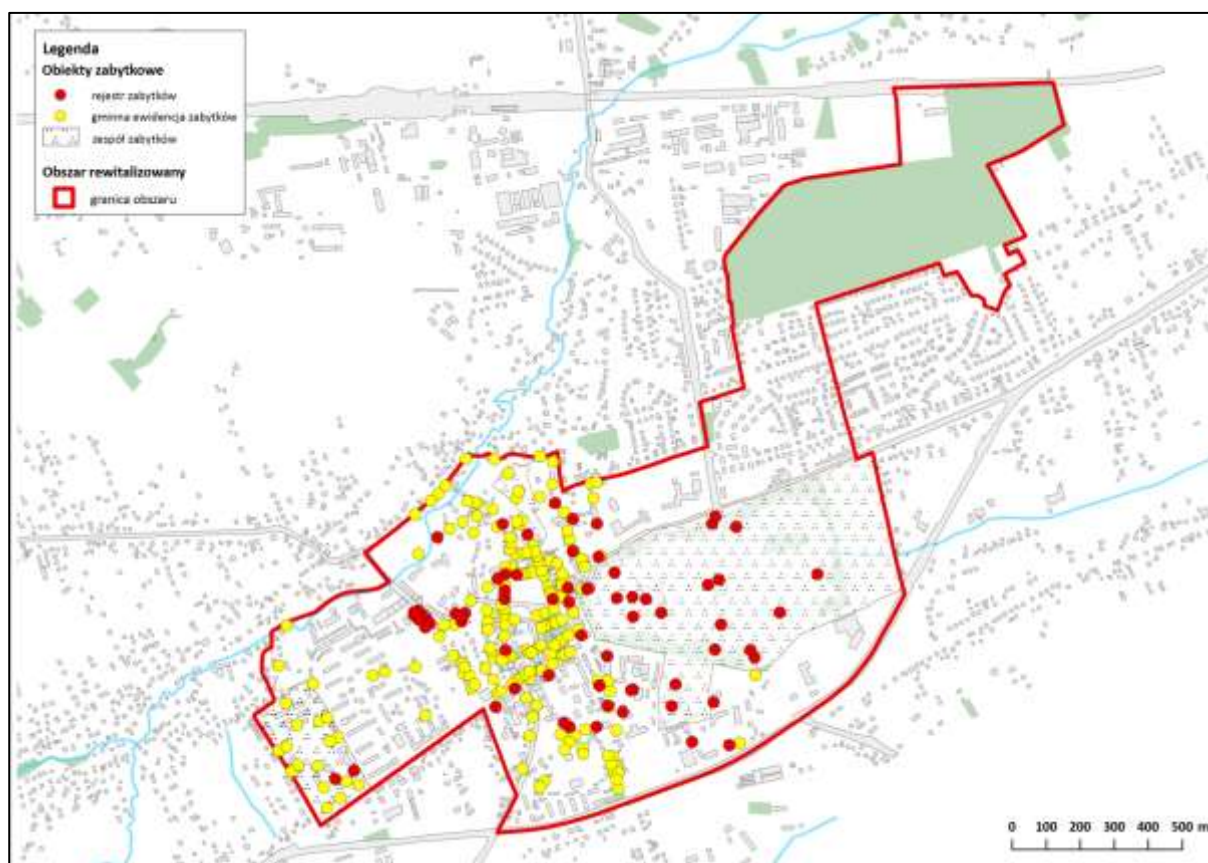 Legenda
Obiekty zabytkowe
rejestr zabytków
gminna ewidencja zabytków
zespół zabytków
Obszar rewitalizowany
granica obszaru
0 100 200 300 400 500 m